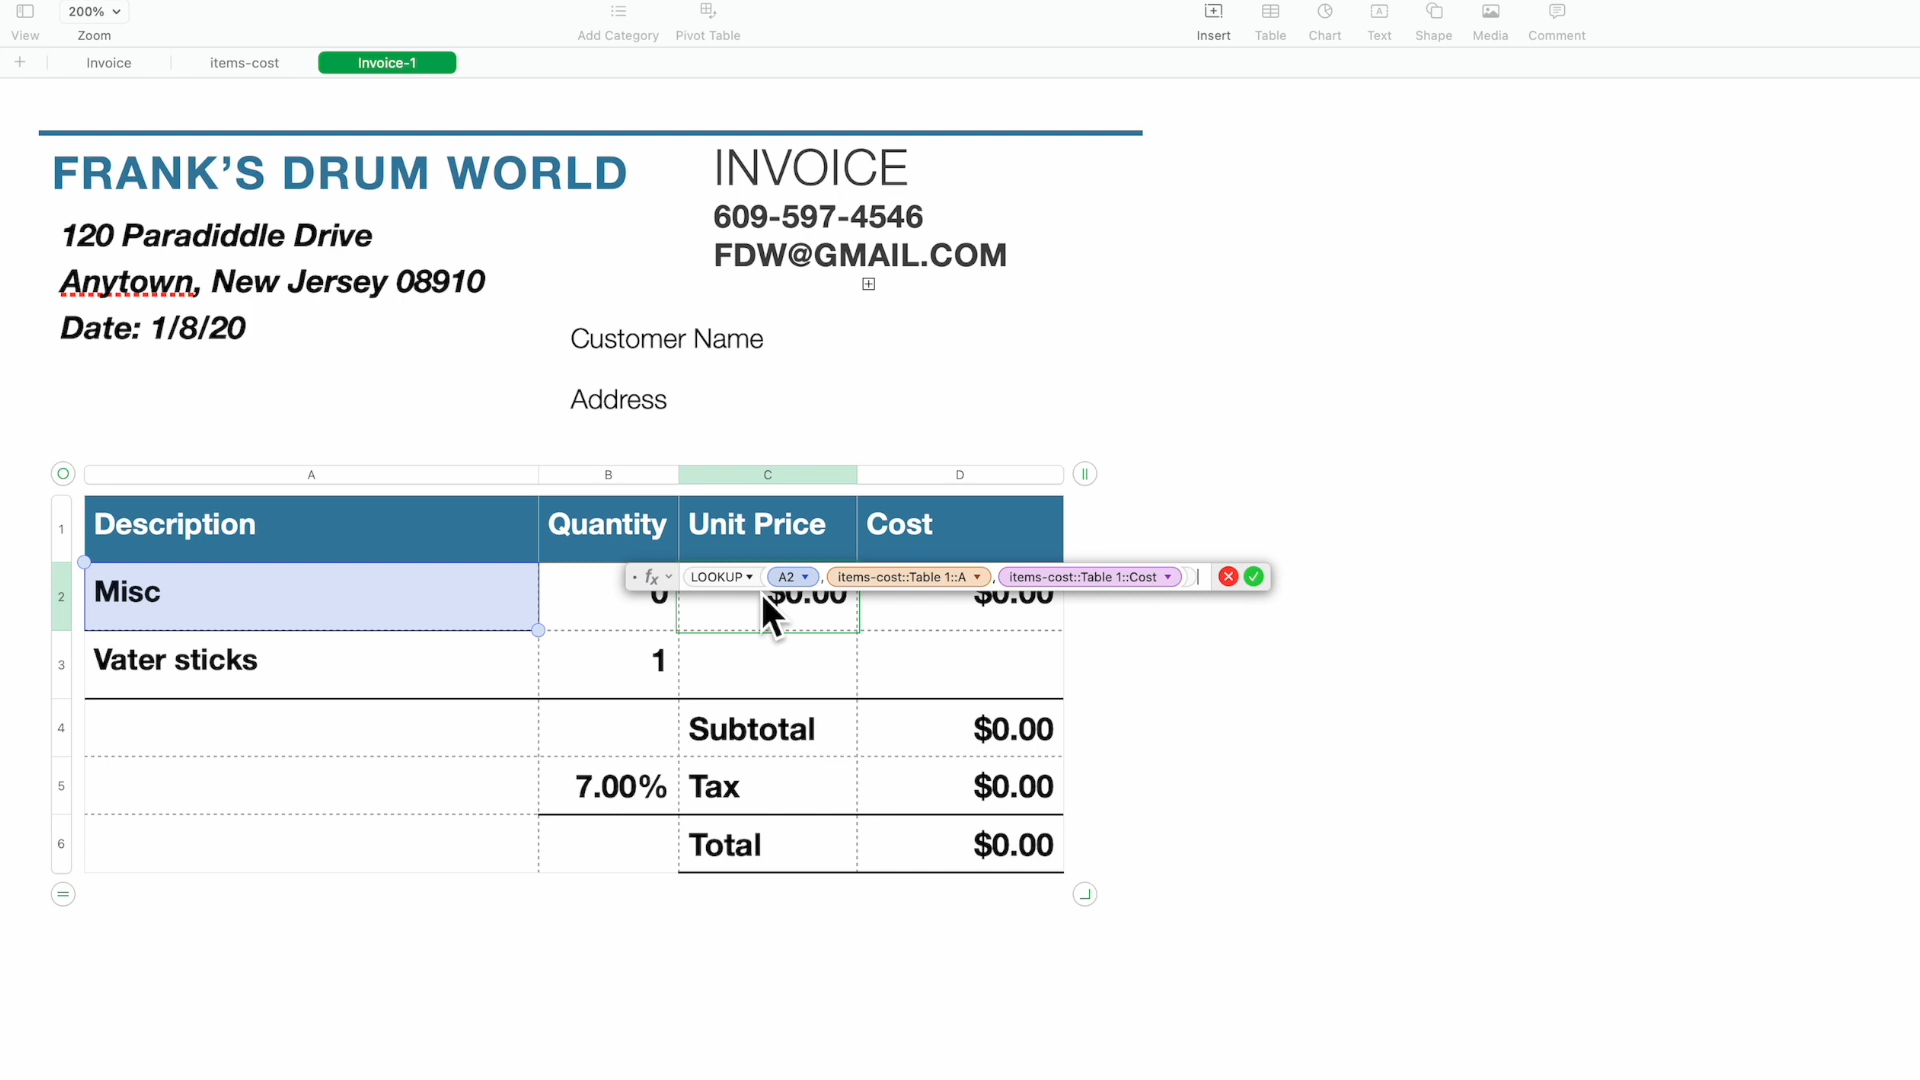 200%
View
Zoom
Add Category
Pivot Table
Insert
Table
Chart
Text
Shape
Media
Comment
Invoice
items-cost
Invoice-1
FRANK’S DRUM WORLD
120 Paradiddle Drive
Anytown, New Jersey 08910
Date: 1/8/20
INVOICE
609-597-4546
FDW@GMAIL.COM
Customer Name
Address
A B C D
1 Description Quantity Unit Price Cost
fx LOOKUP A2 , items-cost::Table 1::A , items-cost::Table 1::Cost
2 Misc 0 $0.00 $0.00
3 Vater sticks 1
4 Subtotal $0.00
5 7.00% Tax $0.00
6 Total $0.00